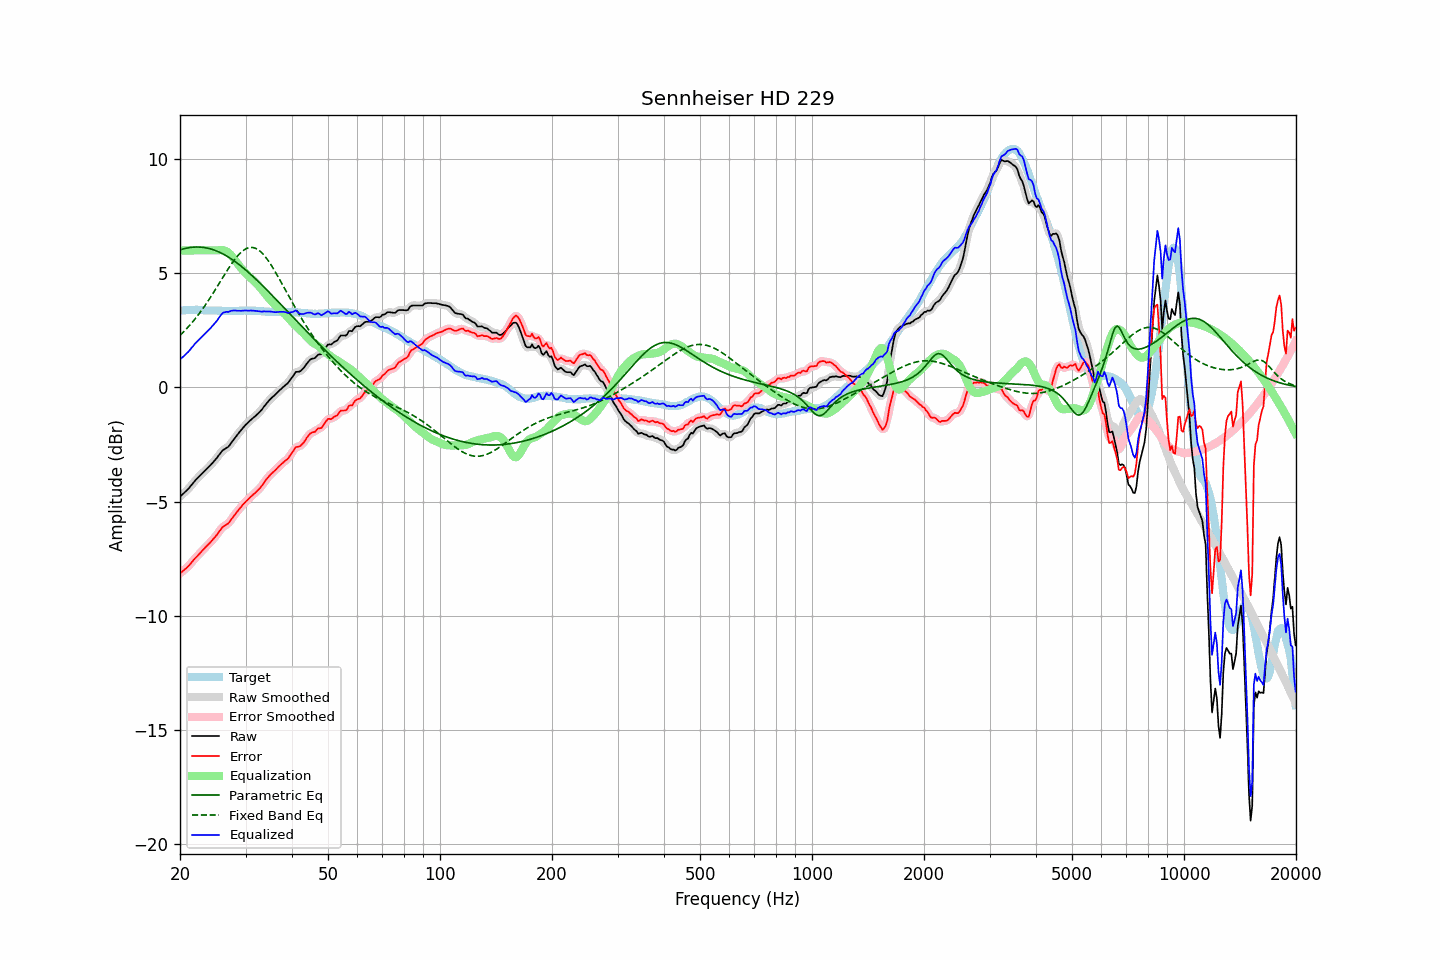 Sennheiser HD 229
Amplitude (dBr)
10
5
0
−5
−10
−15
−20
Target
Raw Smoothed
Error Smoothed
Raw
Error
Equalization
Parametric Eq
Fixed Band Eq
Equalized
20 50 100 200 500 1000 2000 5000 10000 20000
Frequency (Hz)